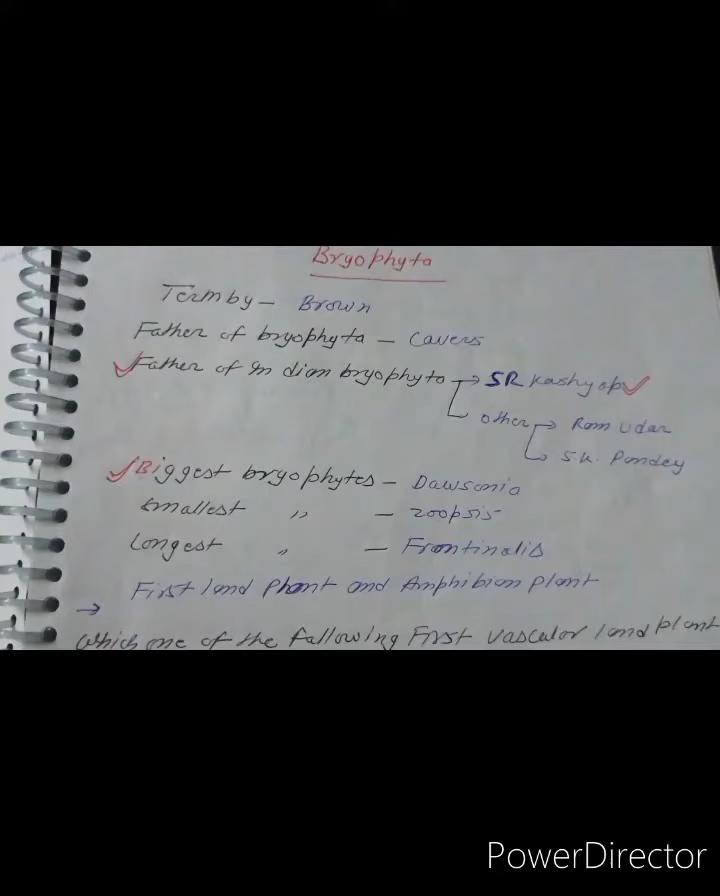 Bryophyta
Term by - Brown
Father of bryophyta - Cavers
✓Father of Indian bryophyta → SR Kashyap✓
other → Ram Udar
→ S.K. Pandey
✓Biggest bryophytes - Dawsonia
Smallest " - Zoopsis
Longest " - Frontinalis
First land Plant and Amphibian plant
→
which one of the fallowing First vascular land plant
PowerDirector